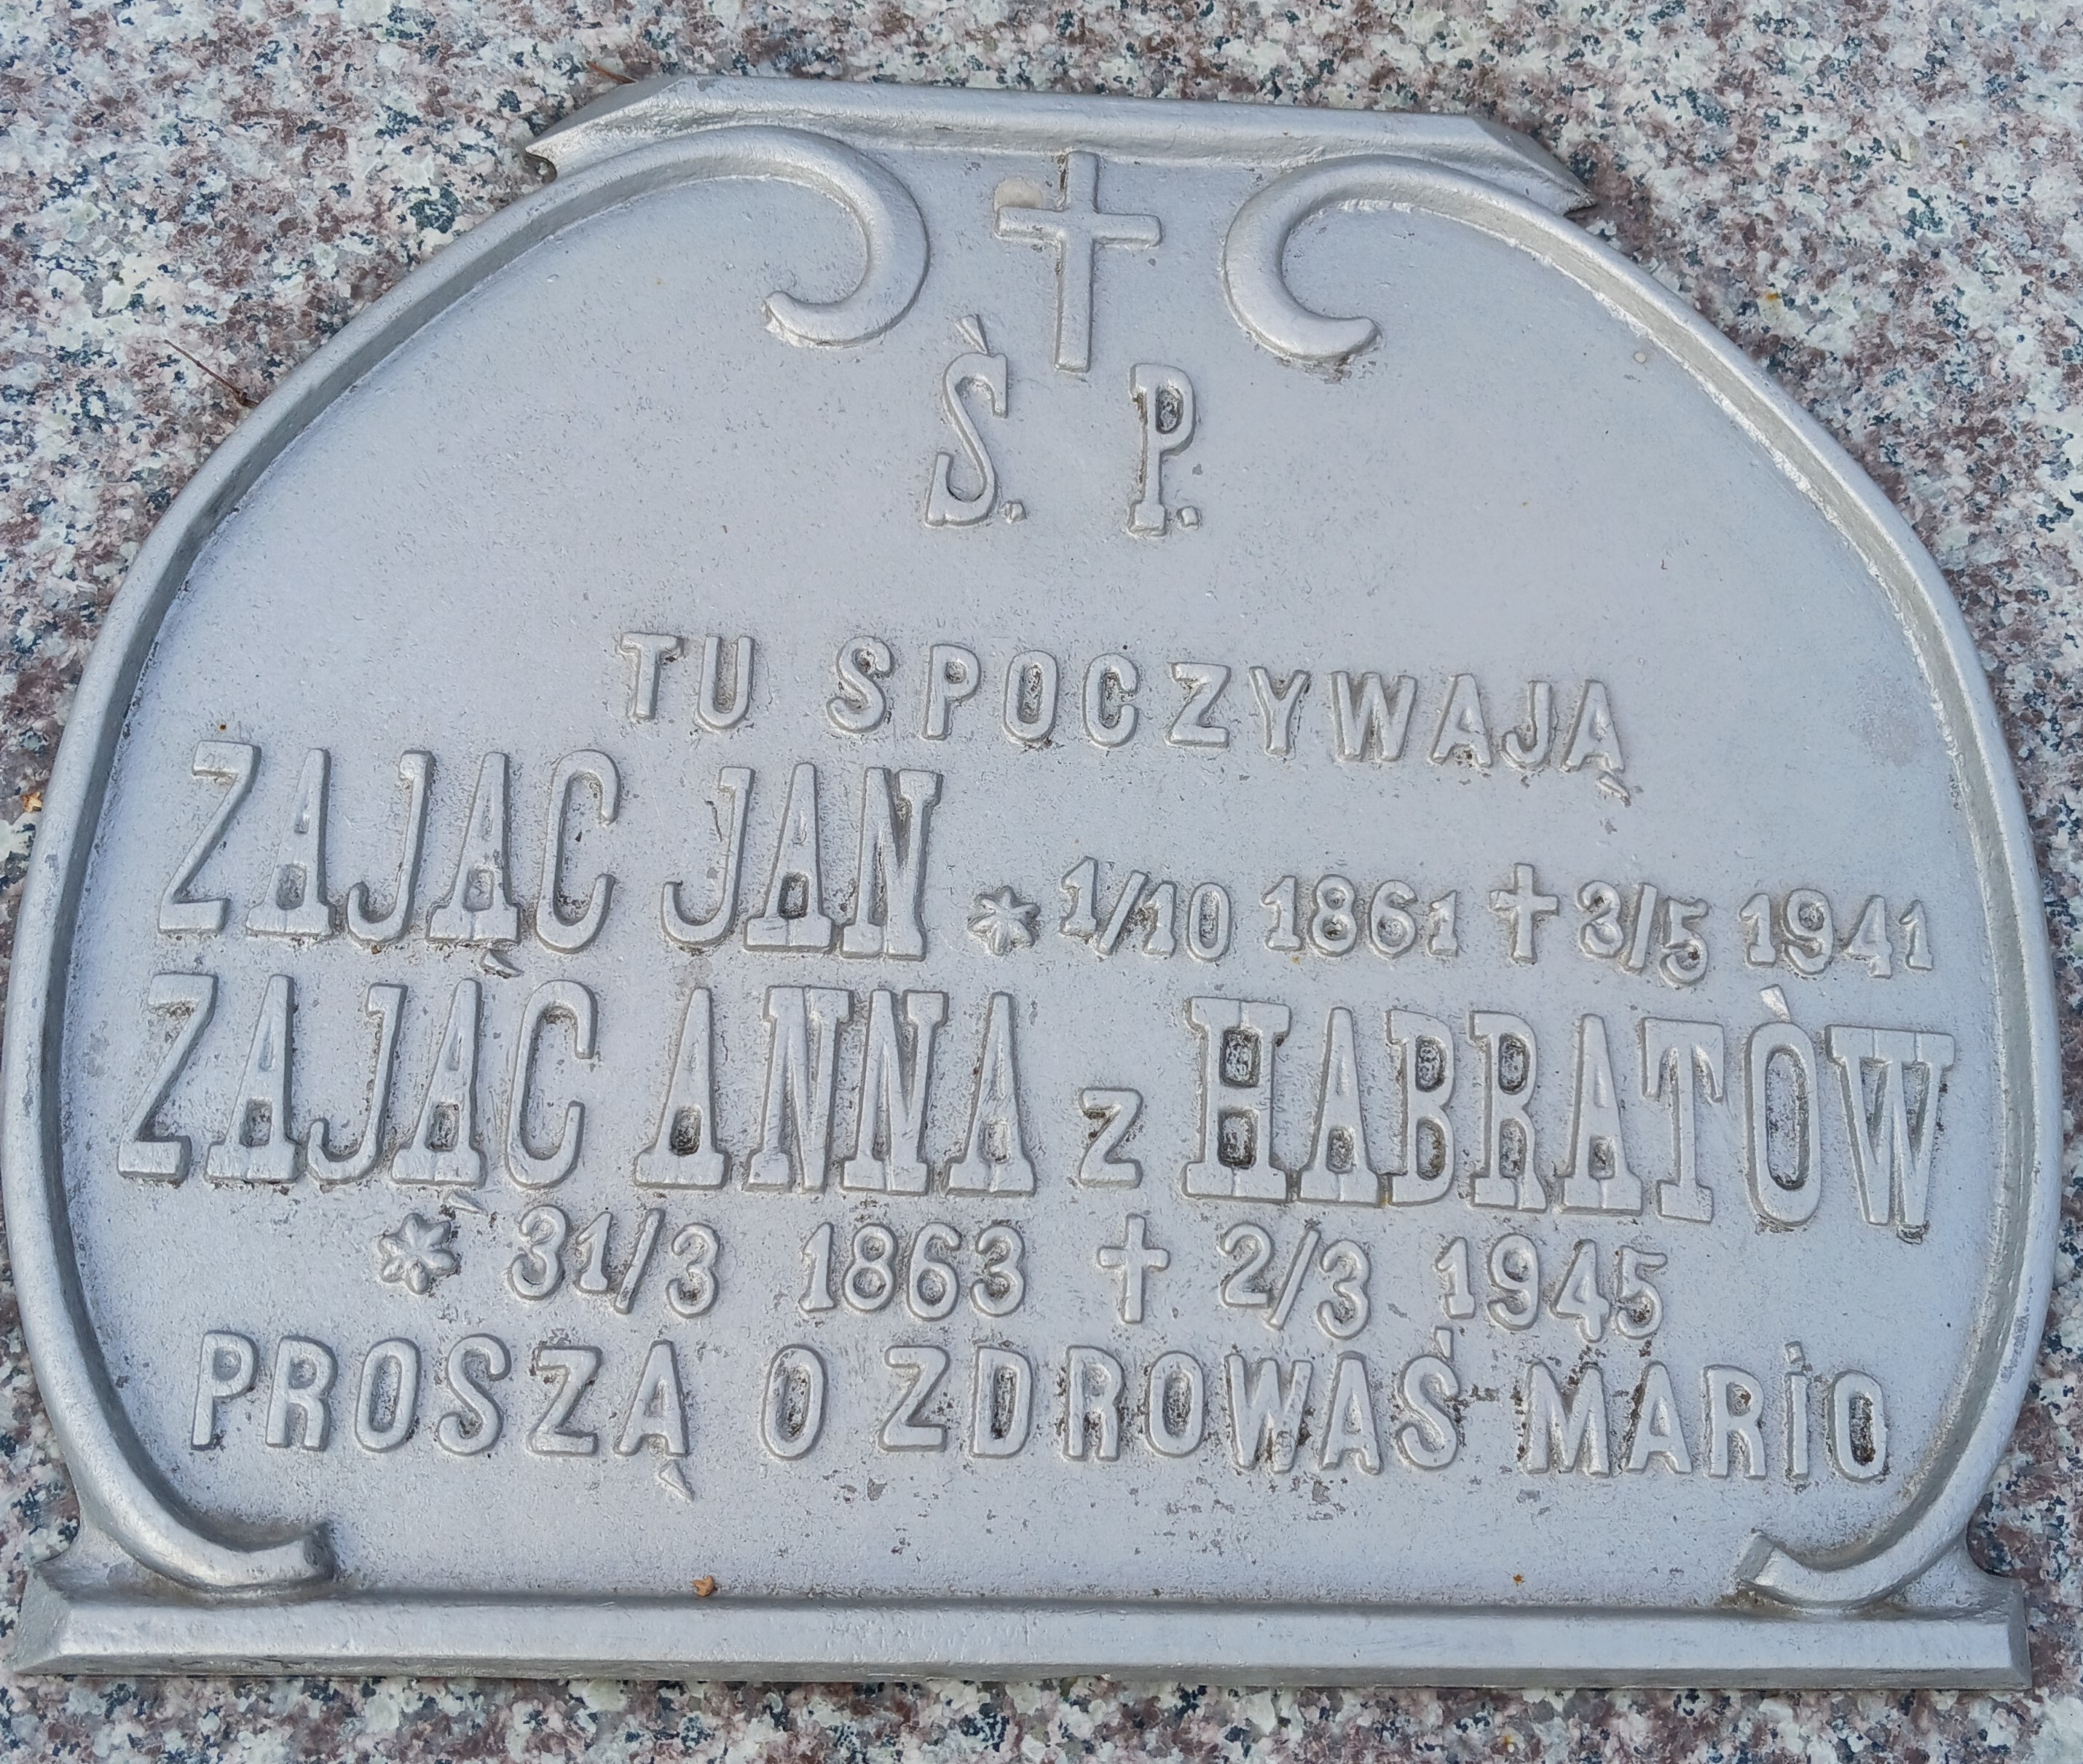 Ś. P.
TU SPOCZYWAJĄ
ZAJĄC JAN * 1/10 1861 † 3/5 1941
ZAJĄC ANNA z HABRATÒW
* 31/3 1863 † 2/3 1945
PROSZĄ O ZDROWAŚ MARIO